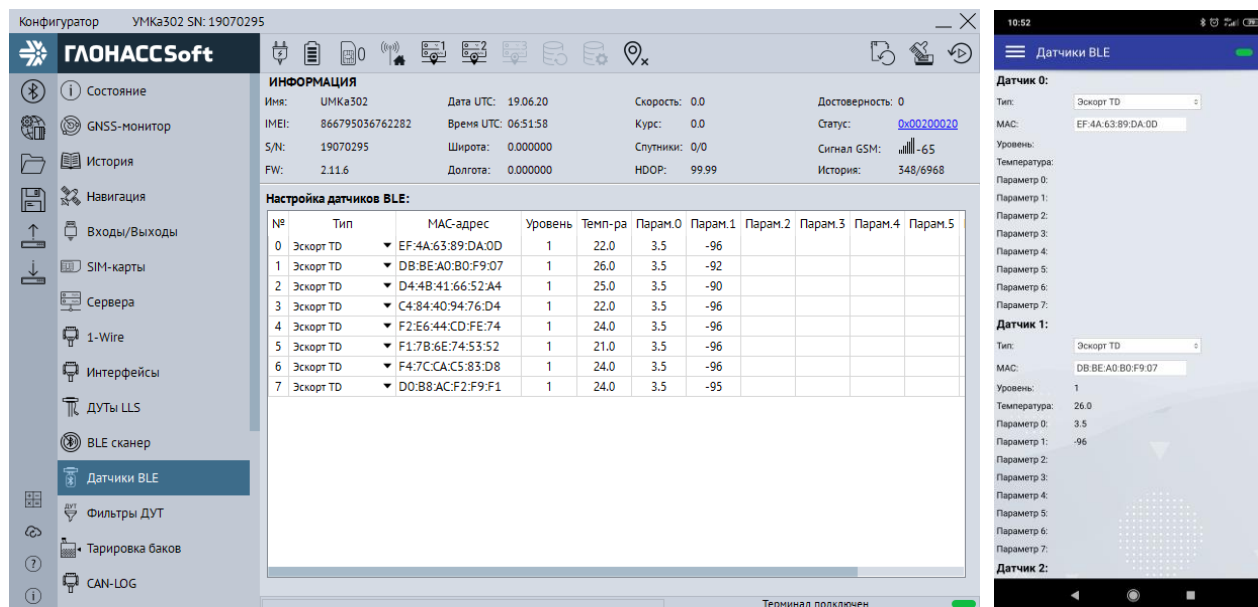 Конфигуратор УМКа302 SN: 19070295
ГЛОНАССSoft
Состояние
GNSS-монитор
История
Навигация
Входы/Выходы
SIM-карты
Сервера
1-Wire
Интерфейсы
ДУТы LLS
BLE сканер
Датчики BLE
Фильтры ДУТ
Тарировка баков
CAN-LOG
0 1 2
ИНФОРМАЦИЯ
Имя: UMKa302 Дата UTC: 19.06.20 Скорость: 0.0 Достоверность: 0
IMEI: 866795036762282 Время UTC: 06:51:58 Курс: 0.0 Статус: 0x00200020
S/N: 19070295 Широта: 0.000000 Спутники: 0/0 Сигнал GSM: -65
FW: 2.11.6 Долгота: 0.000000 HDOP: 99.99 История: 348/6968
Настройка датчиков BLE:
№ Тип MAC-адрес Уровень Темп-ра Парам.0 Парам.1 Парам.2 Парам.3 Парам.4 Парам.5
0 Эскорт TD EF:4A:63:89:DA:0D 1 22.0 3.5 -96
1 Эскорт TD DB:BE:A0:B0:F9:07 1 26.0 3.5 -92
2 Эскорт TD D4:4B:41:66:52:A4 1 25.0 3.5 -90
3 Эскорт TD C4:84:40:94:76:D4 1 22.0 3.5 -96
4 Эскорт TD F2:E6:44:CD:FE:74 1 24.0 3.5 -96
5 Эскорт TD F1:7B:6E:74:53:52 1 21.0 3.5 -96
6 Эскорт TD F4:7C:CA:C5:83:D8 1 24.0 3.5 -96
7 Эскорт TD D0:B8:AC:F2:F9:F1 1 24.0 3.5 -95
Терминал подключен
10:52
Датчики BLE
Датчик 0:
Тип: Эскорт TD
MAC: EF:4A:63:89:DA:0D
Уровень:
Температура:
Параметр 0:
Параметр 1:
Параметр 2:
Параметр 3:
Параметр 4:
Параметр 5:
Параметр 6:
Параметр 7:
Датчик 1:
Тип: Эскорт TD
MAC: DB:BE:A0:B0:F9:07
Уровень: 1
Температура: 26.0
Параметр 0: 3.5
Параметр 1: -96
Параметр 2:
Параметр 3:
Параметр 4:
Параметр 5:
Параметр 6:
Параметр 7:
Датчик 2: